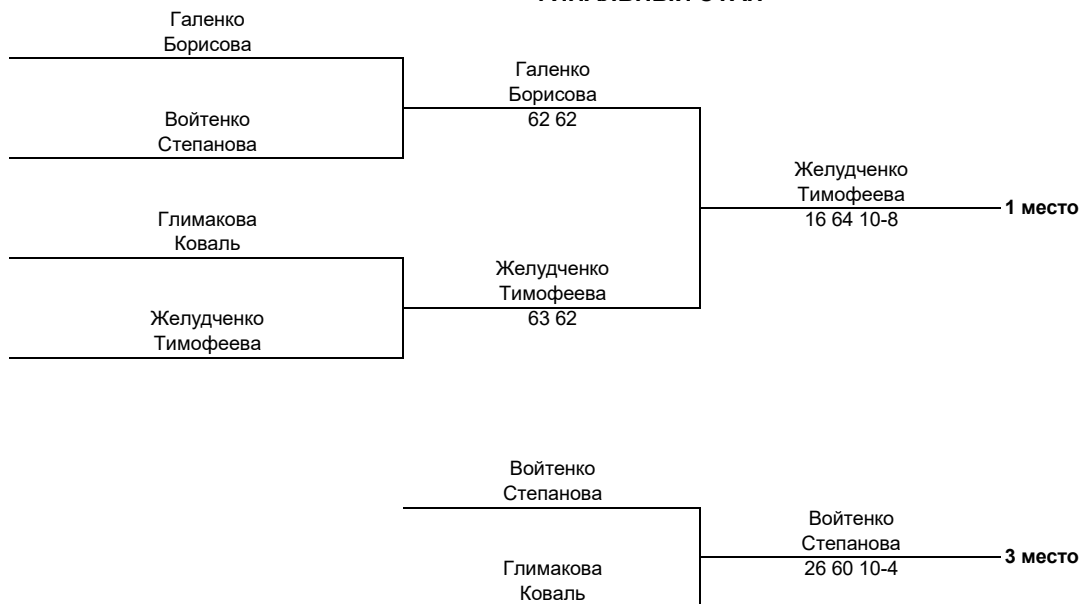 Галенко
Борисова
Галенко
Борисова
62 62
Войтенко
Степанова
Желудченко
Тимофеева
16 64 10-8
1 место
Глимакова
Коваль
Желудченко
Тимофеева
63 62
Желудченко
Тимофеева
Войтенко
Степанова
Войтенко
Степанова
26 60 10-4
3 место
Глимакова
Коваль